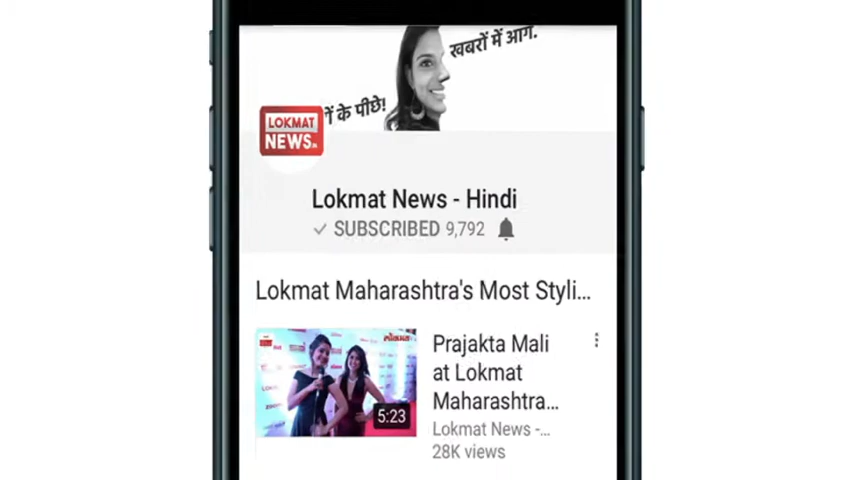 खबरों में आगे.
के पीछे!
LOKMAT
NEWS
Lokmat News - Hindi
SUBSCRIBED 9,792
Lokmat Maharashtra's Most Styli...
Prajakta Mali
at Lokmat
Maharashtra...
Lokmat News -...
28K views
5:23
लोकमत